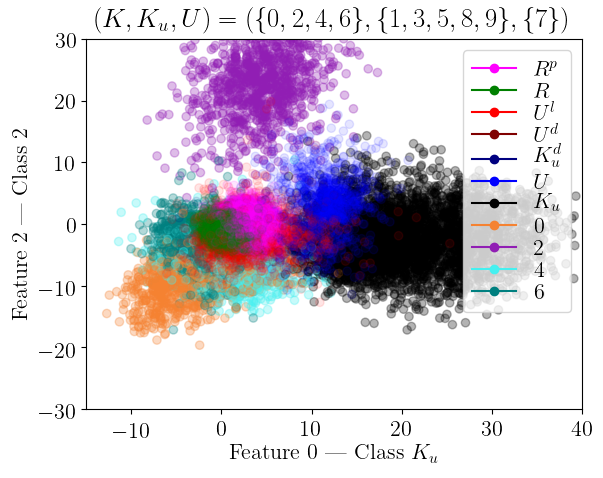 (K, K_u, U) = ({0, 2, 4, 6}, {1, 3, 5, 8, 9}, {7})
30
20
10
0
−10
−20
−30
Feature 2 — Class 2
R^p
R
U^l
U^d
K_u^d
U
K_u
0
2
4
6
−10 0 10 20 30 40
Feature 0 — Class K_u